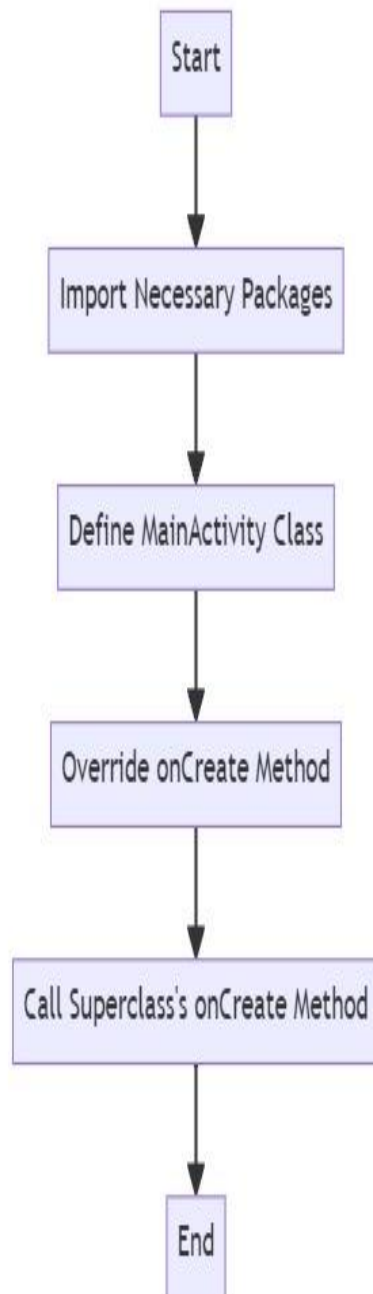 Start
Import Necessary Packages
Define MainActivity Class
Override onCreate Method
Call Superclass's onCreate Method
End